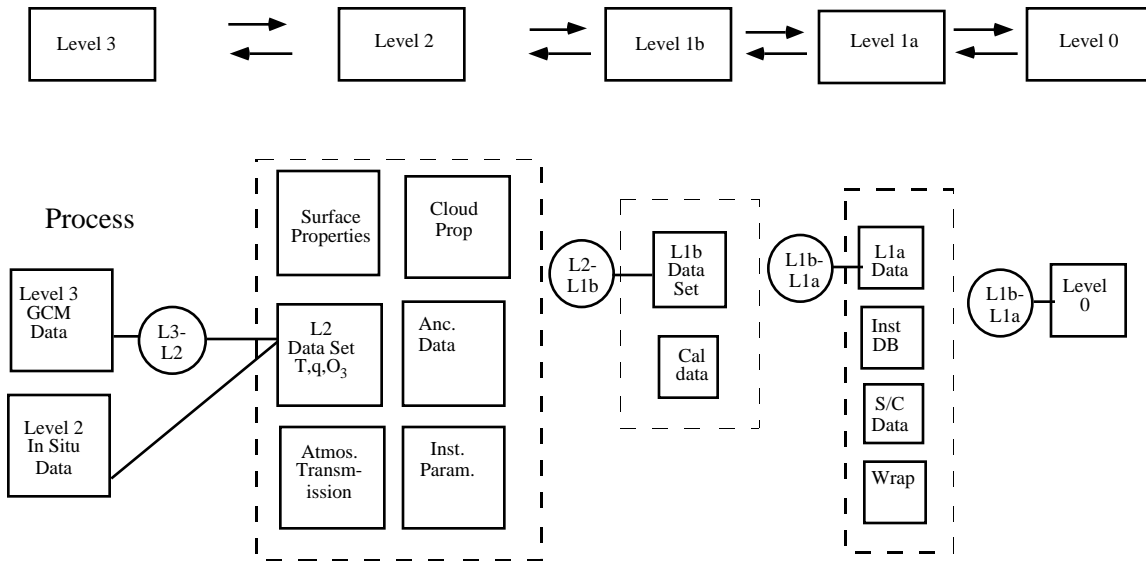 Level 3
Level 2
Level 1b
Level 1a
Level 0
Process
Level 3
GCM
Data
L3-
L2
Level 2
In Situ
Data
Surface
Properties
Cloud
Prop
L2
Data Set
T,q,O₃
Anc.
Data
Atmos.
Transm-
ission
Inst.
Param.
L2-
L1b
L1b
Data
Set
Cal
data
L1b-
L1a
L1a
Data
Inst
DB
S/C
Data
Wrap
L1b-
L1a
Level
0